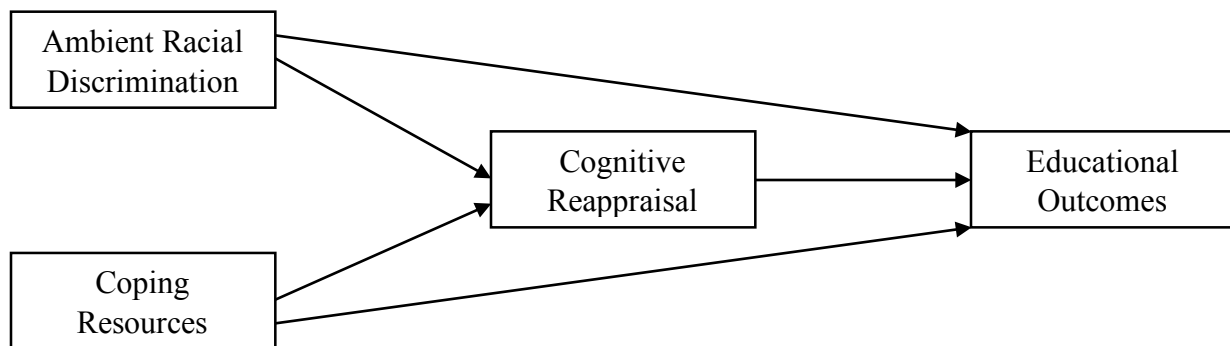 Ambient Racial
Discrimination
Cognitive
Reappraisal
Educational
Outcomes
Coping
Resources